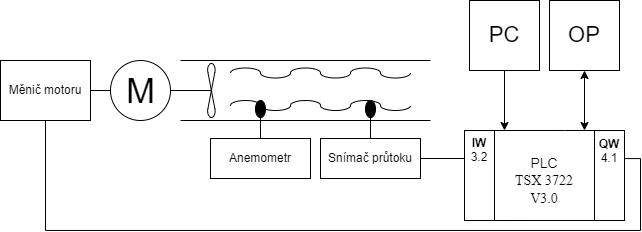 PC
OP
Měnič motoru
M
Anemometr
Snímač průtoku
IW
3.2
PLC
TSX 3722
V3.0
QW
4.1